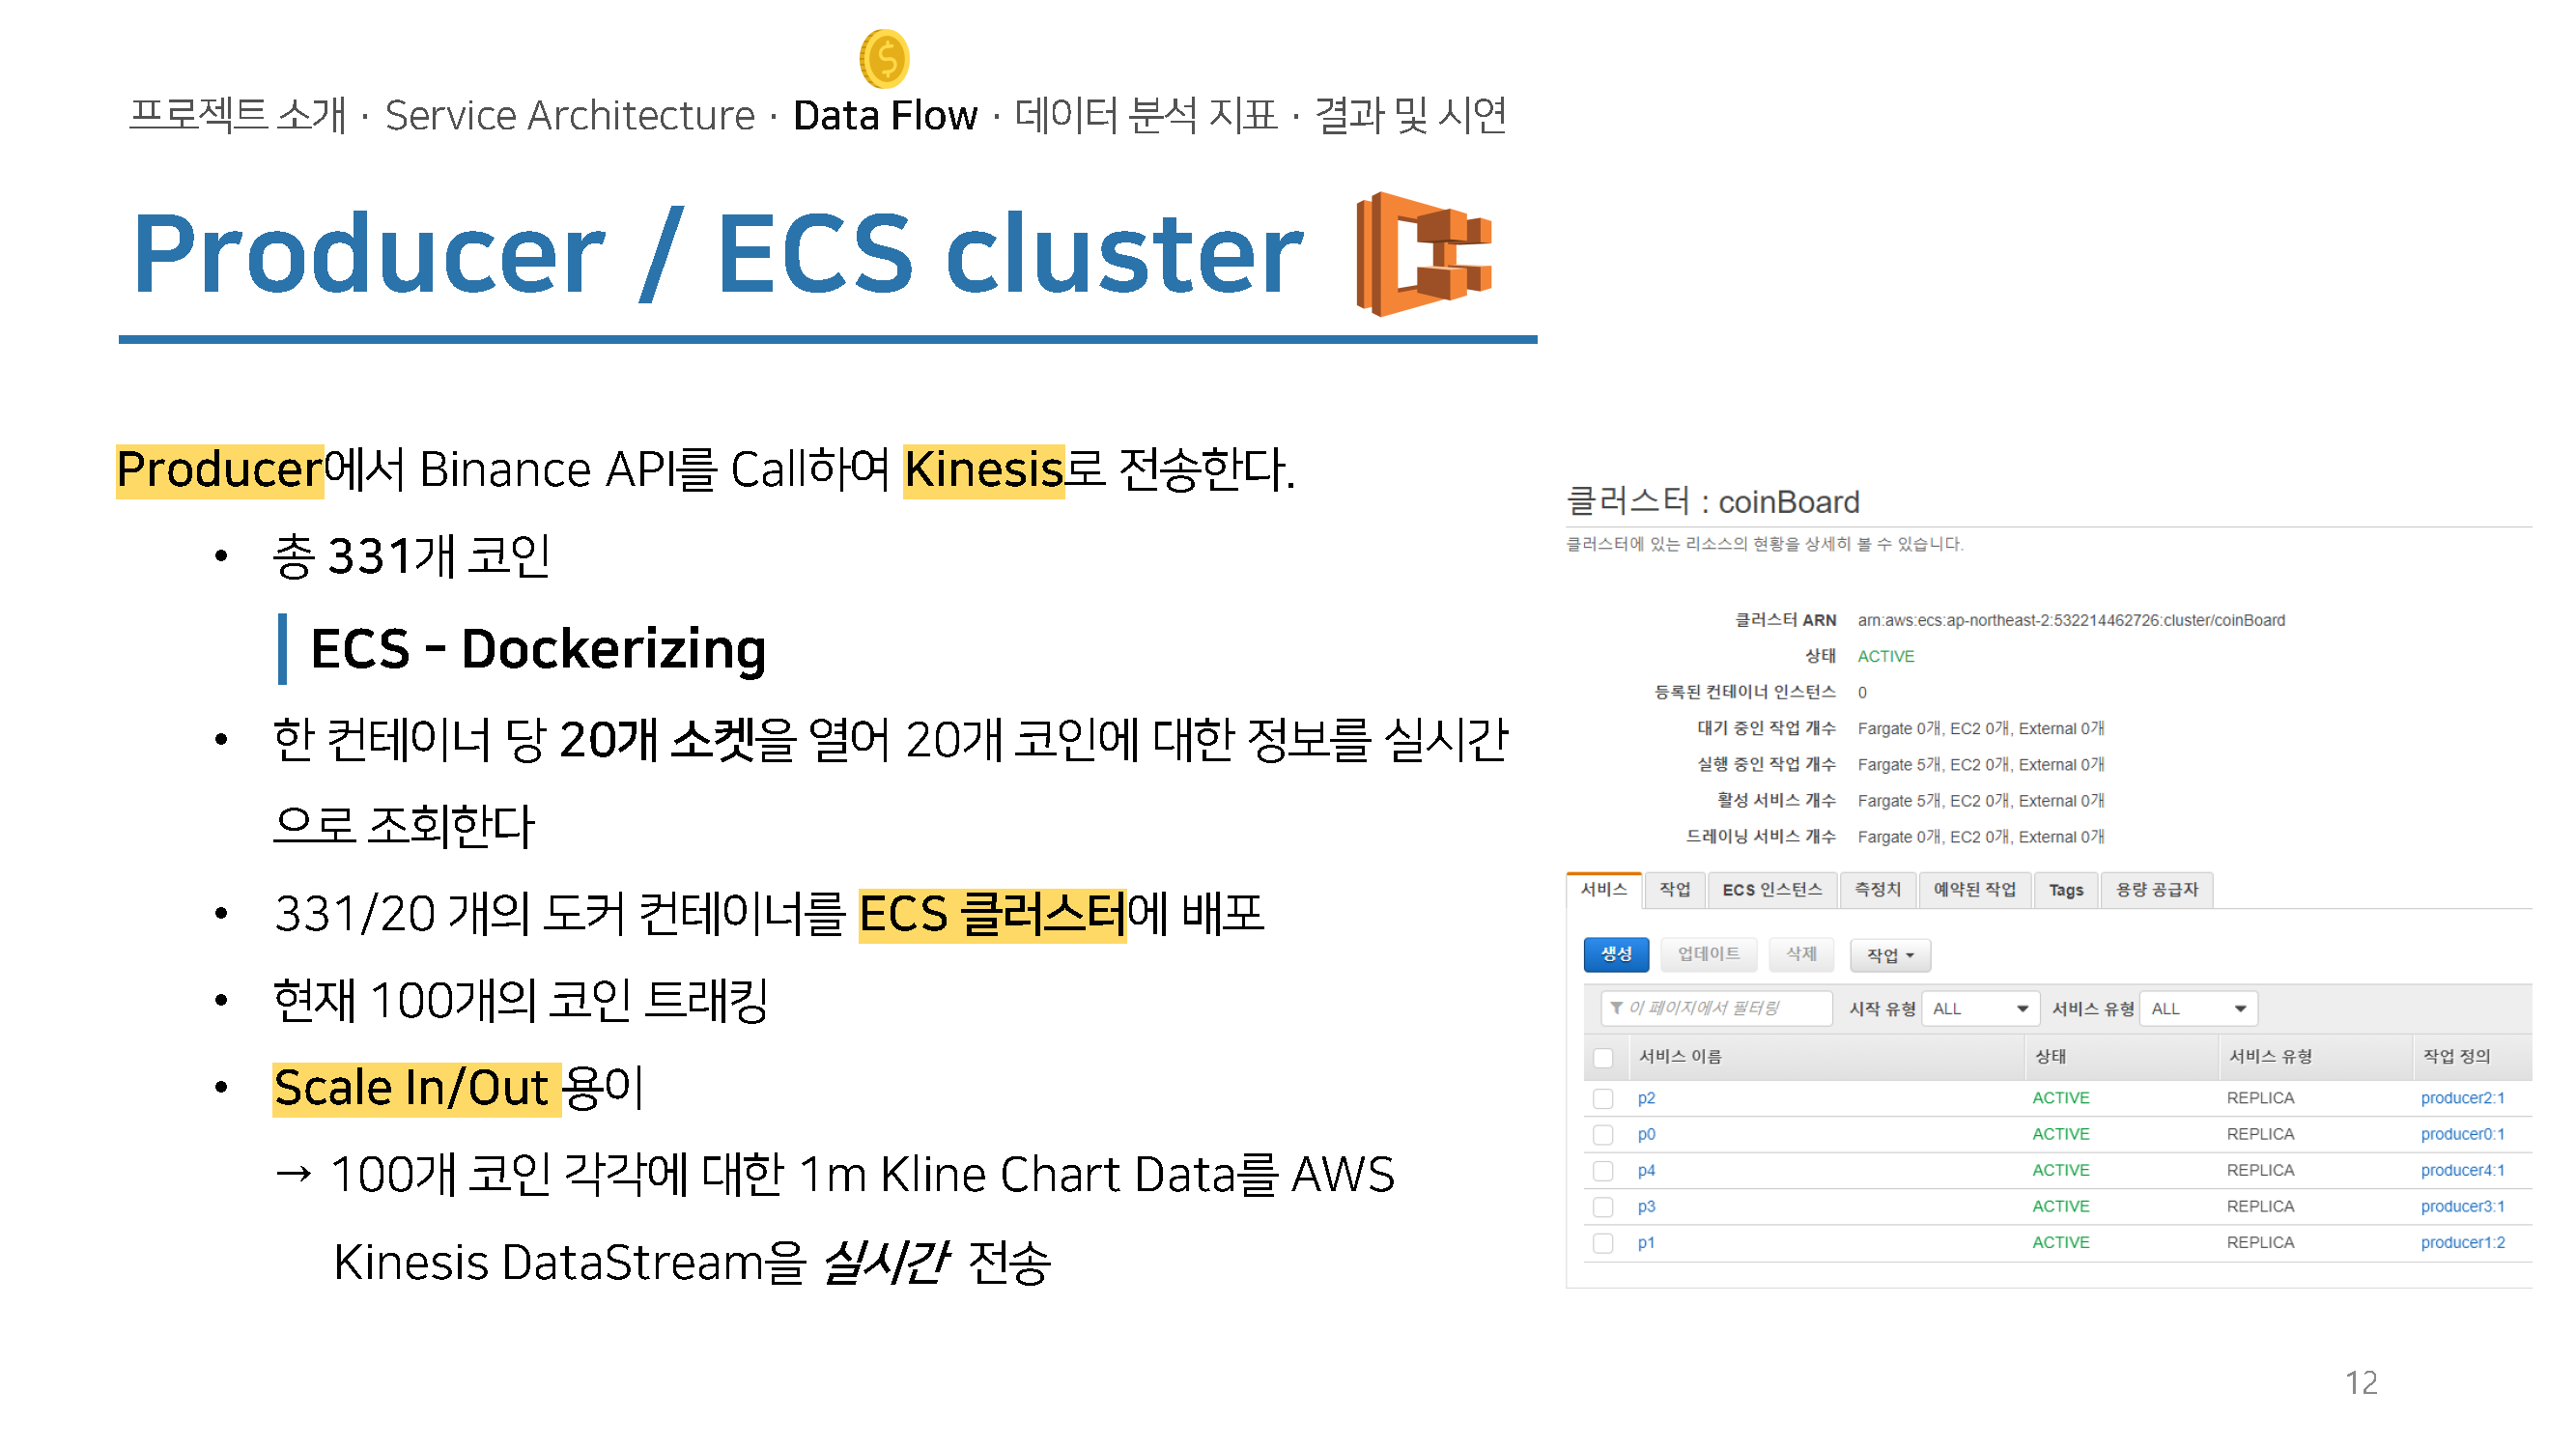 프로젝트 소개 · Service Architecture · Data Flow · 데이터 분석 지표 · 결과 및 시연
Producer / ECS cluster
Producer에서 Binance API를 Call하여 Kinesis로 전송한다.
• 총 331개 코인
ECS - Dockerizing
• 한 컨테이너 당 20개 소켓을 열어 20개 코인에 대한 정보를 실시간
으로 조회한다
• 331/20 개의 도커 컨테이너를 ECS 클러스터에 배포
• 현재 100개의 코인 트래킹
• Scale In/Out 용이
→ 100개 코인 각각에 대한 1m Kline Chart Data를 AWS
Kinesis DataStream을 실시간 전송
클러스터 : coinBoard
클러스터에 있는 리소스의 현황을 상세히 볼 수 있습니다.
클러스터 ARN arn:aws:ecs:ap-northeast-2:532214462726:cluster/coinBoard
상태 ACTIVE
등록된 컨테이너 인스턴스 0
대기 중인 작업 개수 Fargate 0개, EC2 0개, External 0개
실행 중인 작업 개수 Fargate 5개, EC2 0개, External 0개
활성 서비스 개수 Fargate 5개, EC2 0개, External 0개
드레이닝 서비스 개수 Fargate 0개, EC2 0개, External 0개
서비스 작업 ECS 인스턴스 측정치 예약된 작업 Tags 용량 공급자
생성 업데이트 삭제 작업
이 페이지에서 필터링 시작 유형 ALL 서비스 유형 ALL
서비스 이름 상태 서비스 유형 작업 정의
p2 ACTIVE REPLICA producer2:1
p0 ACTIVE REPLICA producer0:1
p4 ACTIVE REPLICA producer4:1
p3 ACTIVE REPLICA producer3:1
p1 ACTIVE REPLICA producer1:2
12